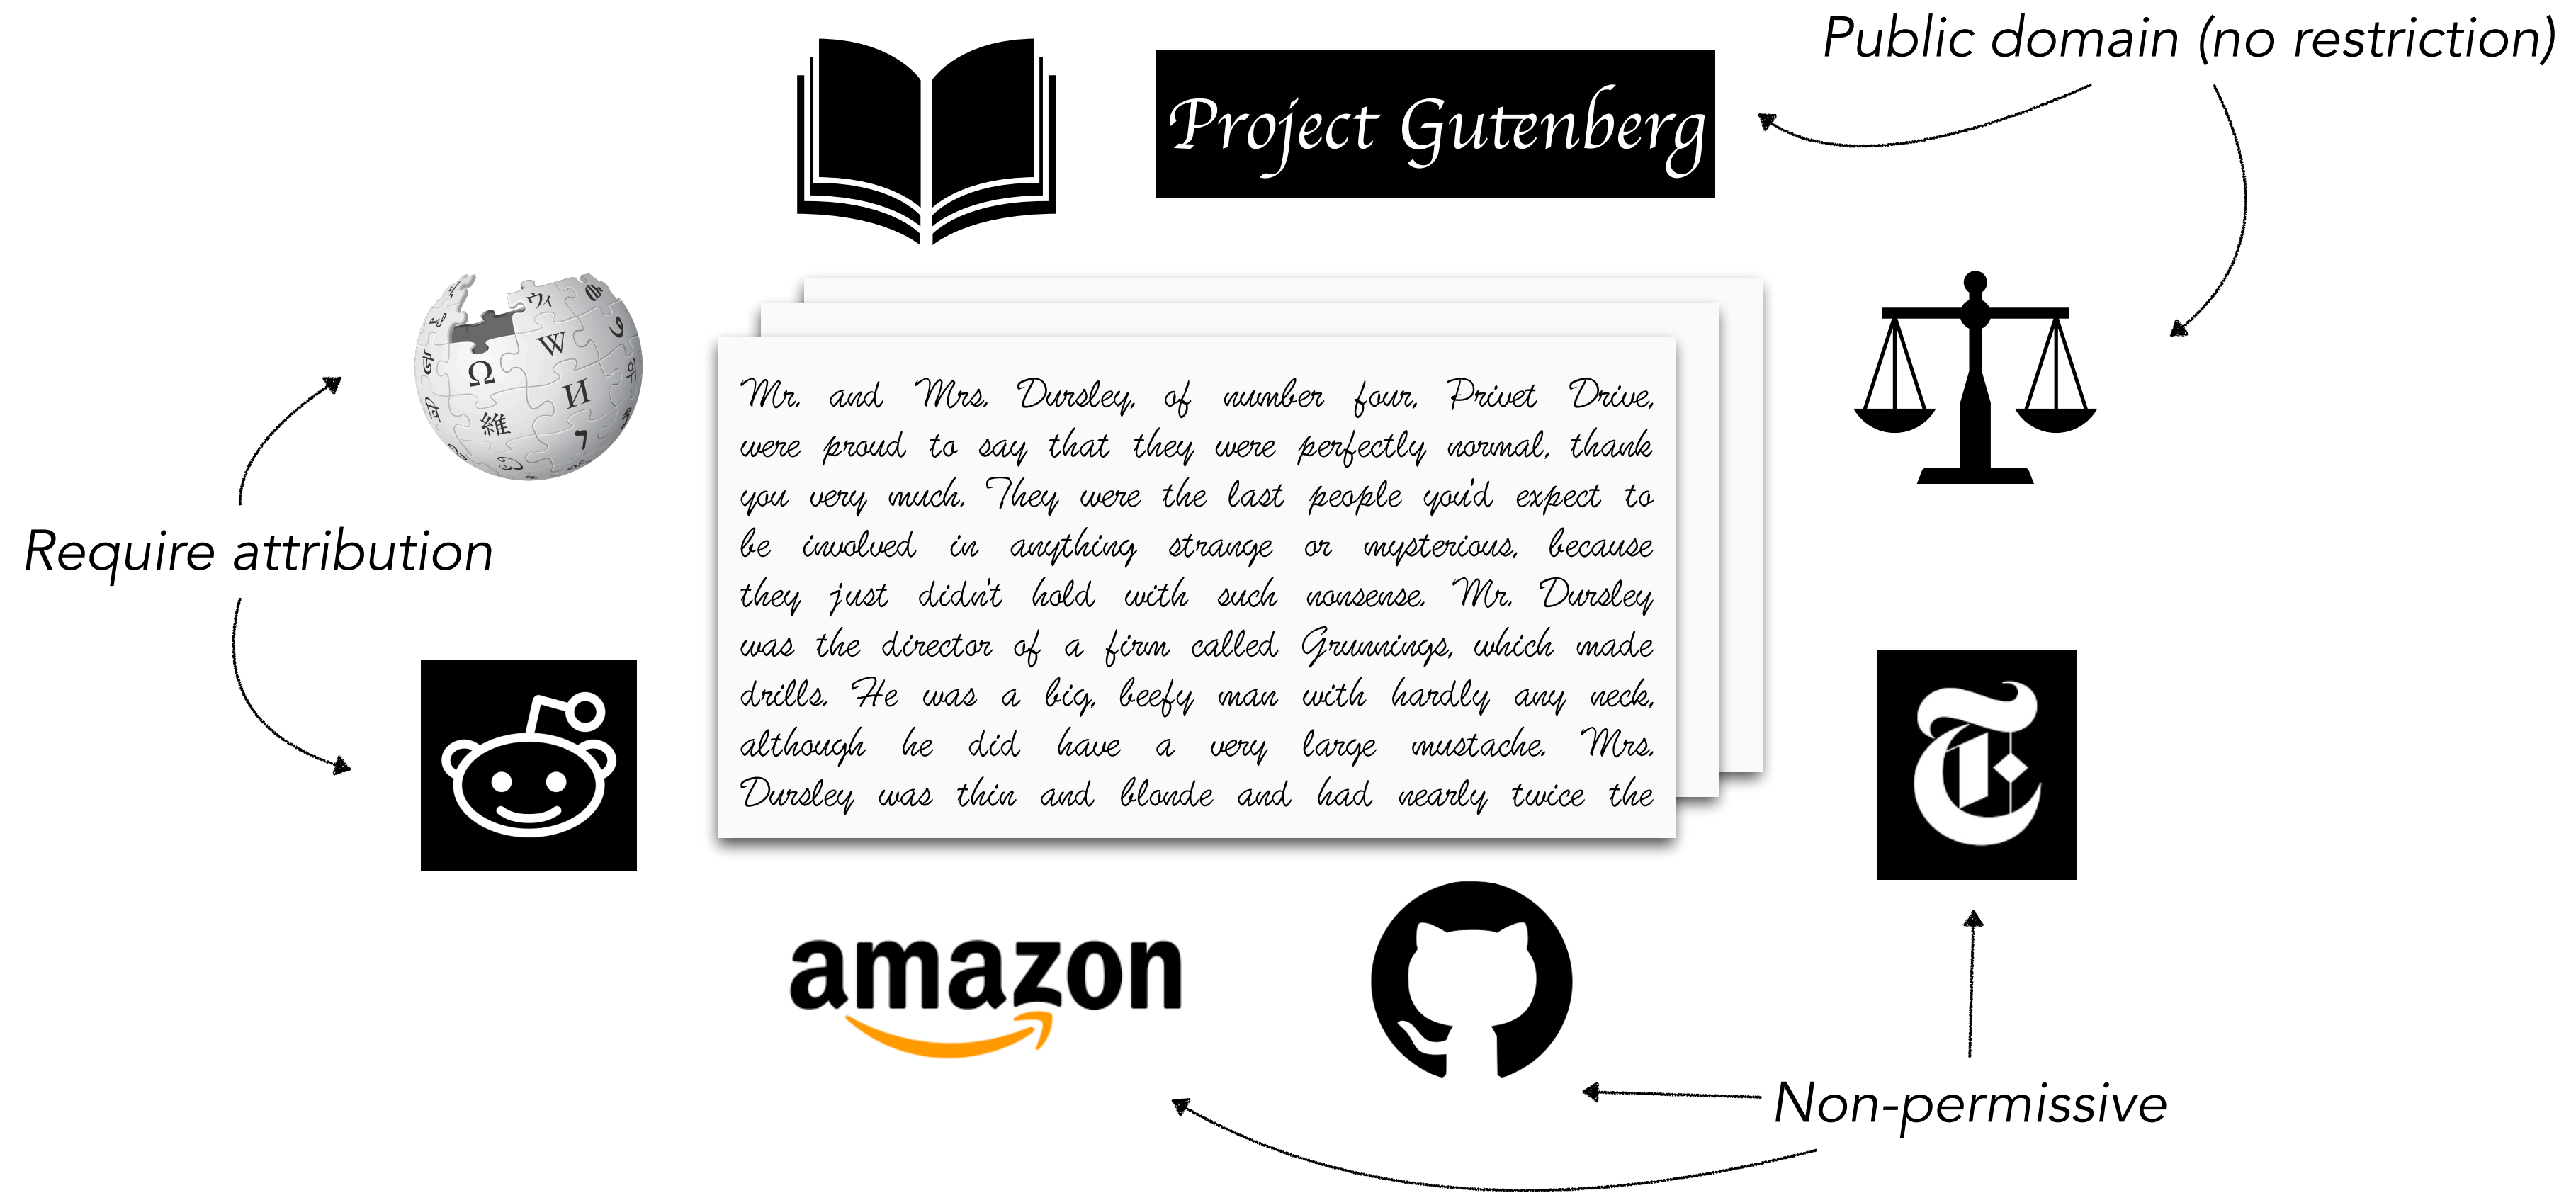 Public domain (no restriction)
Project Gutenberg
Ω
W
И
維
ウィ
Mr. and Mrs. Dursley, of number four, Privet Drive,
were proud to say that they were perfectly normal, thank
you very much. They were the last people you'd expect to
be involved in anything strange or mysterious, because
they just didn't hold with such nonsense. Mr. Dursley
was the director of a firm called Grunnings, which made
drills. He was a big, beefy man with hardly any neck,
although he did have a very large mustache. Mrs.
Dursley was thin and blonde and had nearly twice the
Require attribution
T
amazon
Non-permissive